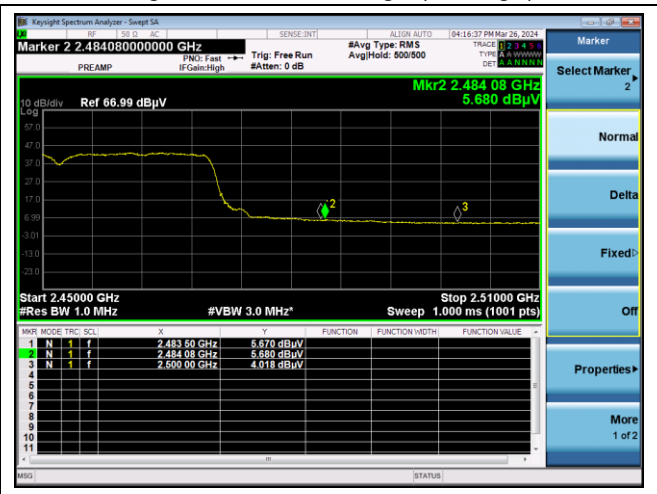 Keysight Spectrum Analyzer - Swept SA
RF 50 Ω AC SENSE:INT ALIGN AUTO 04:16:37 PM Mar 26, 2024
Marker 2 2.484080000000 GHz
#Avg Type: RMS
TRACE 1 2 3 4 5 6
PNO: Fast
IFGain:High
Trig: Free Run
#Atten: 0 dB
Avg|Hold: 500/500
TYPE A A WWWW
DET A A N N N N
PREAMP
Mkr2 2.484 08 GHz
5.680 dBµV
10 dB/div Ref 66.99 dBµV
Log
57.0
47.0
37.0
27.0
17.0
6.99
-3.01
-13.0
-23.0
2
3
Start 2.45000 GHz Stop 2.51000 GHz
#Res BW 1.0 MHz #VBW 3.0 MHz* Sweep 1.000 ms (1001 pts)
MKR MODE TRC SCL X Y FUNCTION FUNCTION WIDTH FUNCTION VALUE
1 N 1 f 2.483 50 GHz 5.670 dBµV
2 N 1 f 2.484 08 GHz 5.680 dBµV
3 N 1 f 2.500 00 GHz 4.018 dBµV
4
5
6
7
8
9
10
11
MSG STATUS
Marker
Select Marker
2
Normal
Delta
Fixed
Off
Properties
More
1 of 2